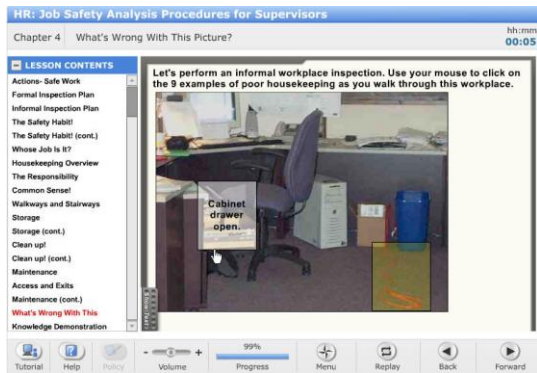 HR: Job Safety Analysis Procedures for Supervisors
Chapter 4 What's Wrong With This Picture?
hh:mm
00:05
LESSON CONTENTS
Actions- Safe Work
Formal Inspection Plan
Informal Inspection Plan
The Safety Habit!
The Safety Habit! (cont.)
Whose Job Is It?
Housekeeping Overview
The Responsibility
Common Sense!
Walkways and Stairways
Storage
Storage (cont.)
Clean up!
Clean up! (cont.)
Maintenance
Access and Exits
Maintenance (cont.)
What's Wrong With This
Knowledge Demonstration
Let's perform an informal workplace inspection. Use your mouse to click on
the 9 examples of poor housekeeping as you walk through this workplace.
Cabinet
drawer
open.
Show Text
Tutorial
Help
Policy
- +
Volume
99%
Progress
Menu
Replay
Back
Forward